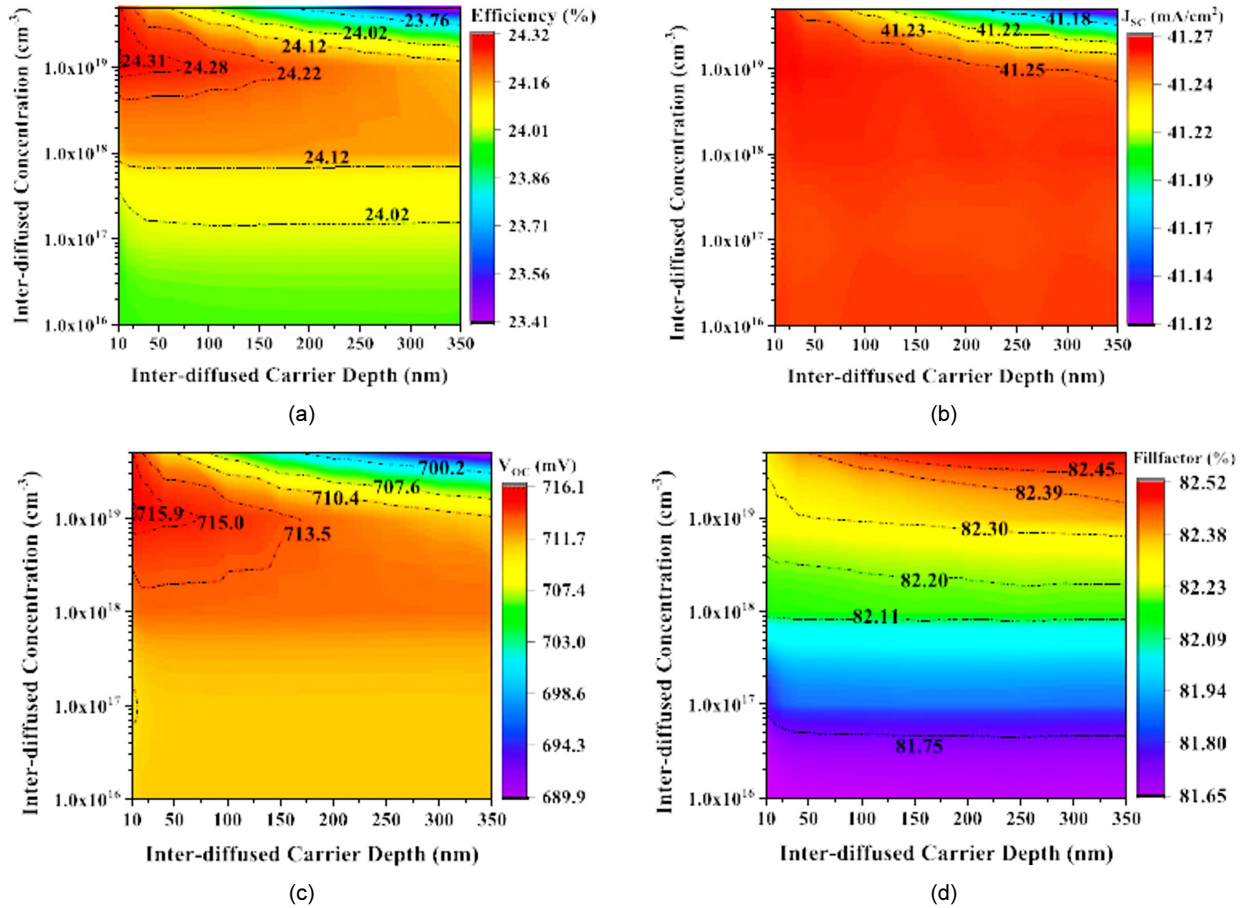 Efficiency (%)
Inter-diffused Concentration (cm⁻³)
1.0x10¹⁹
1.0x10¹⁸
1.0x10¹⁷
1.0x10¹⁶
23.76
24.02
24.12
24.31
24.28
24.22
24.12
24.02
24.32
24.16
24.01
23.86
23.71
23.56
23.41
10 50 100 150 200 250 300 350
Inter-diffused Carrier Depth (nm)
(a)
J_SC (mA/cm²)
Inter-diffused Concentration (cm⁻³)
1.0x10¹⁹
1.0x10¹⁸
1.0x10¹⁷
1.0x10¹⁶
41.18
41.23
41.22
41.25
41.27
-41.25
-41.22
-41.19
-41.17
-41.14
41.12
10 50 100 150 200 250 300 350
Inter-diffused Carrier Depth (nm)
(b)
V_OC (mV)
Inter-diffused Concentration (cm⁻³)
1.0x10¹⁹
1.0x10¹⁸
1.0x10¹⁷
1.0x10¹⁶
700.2
707.6
710.4
715.9
715.0
713.5
716.1
711.7
707.4
703.0
698.6
694.3
689.9
10 50 100 150 200 250 300 350
Inter-diffused Carrier Depth (nm)
(c)
Fillfactor (%)
Inter-diffused Concentration (cm⁻³)
1.0x10¹⁹
1.0x10¹⁸
1.0x10¹⁷
1.0x10¹⁶
82.45
82.39
82.30
82.20
82.11
81.75
82.52
82.38
82.23
82.09
81.94
81.80
81.65
10 50 100 150 200 250 300 350
Inter-diffused Carrier Depth (nm)
(d)